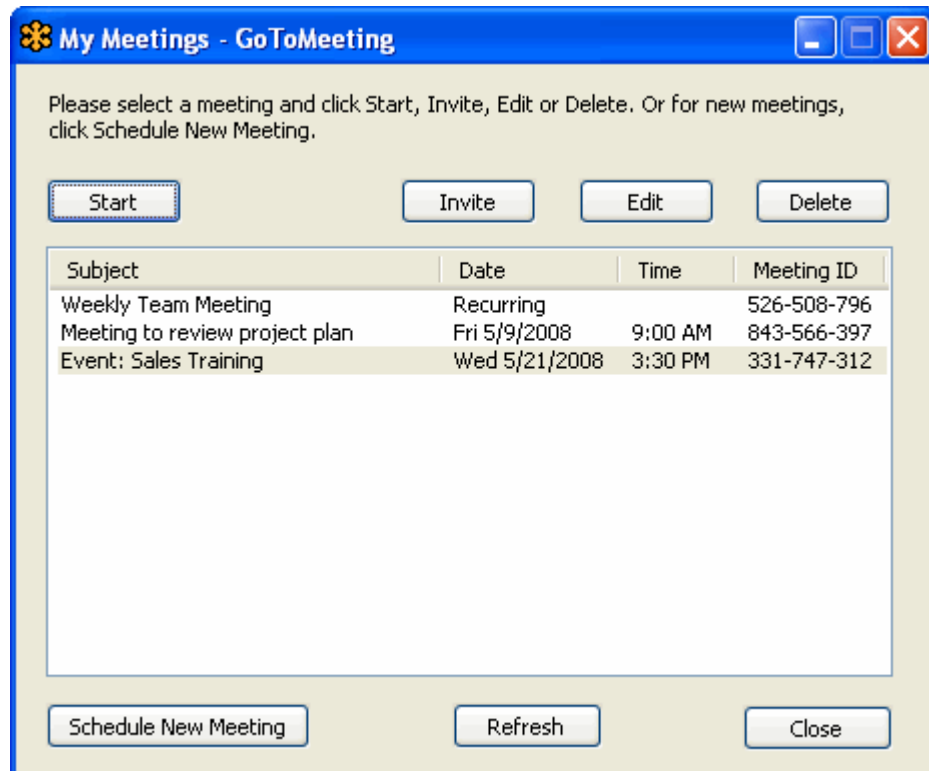 My Meetings - GoToMeeting
Please select a meeting and click Start, Invite, Edit or Delete. Or for new meetings,
click Schedule New Meeting.
Start Invite Edit Delete
Subject Date Time Meeting ID
Weekly Team Meeting Recurring 526-508-796
Meeting to review project plan Fri 5/9/2008 9:00 AM 843-566-397
Event: Sales Training Wed 5/21/2008 3:30 PM 331-747-312
Schedule New Meeting Refresh Close